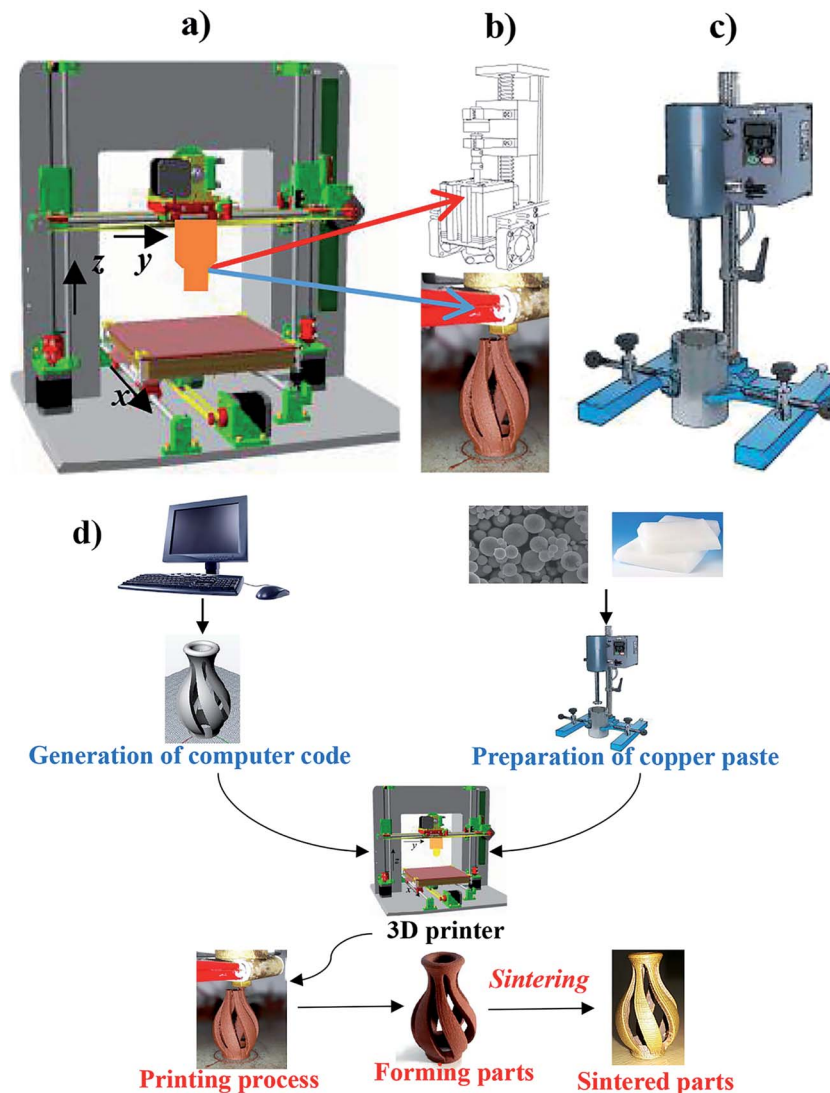 a)
b)
c)
z
y
x
d)
Generation of computer code
Preparation of copper paste
y
z
x
3D printer
Sintering
Printing process
Forming parts
Sintered parts